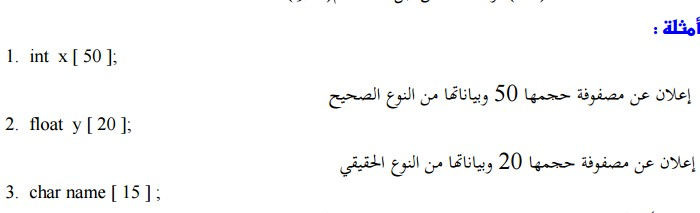 أمثلة :
1. int x [ 50 ];
إعلان عن مصفوفة حجمها 50 وبياناتها من النوع الصحيح
2. float y [ 20 ];
إعلان عن مصفوفة حجمها 20 وبياناتها من النوع الحقيقي
3. char name [ 15 ] ;